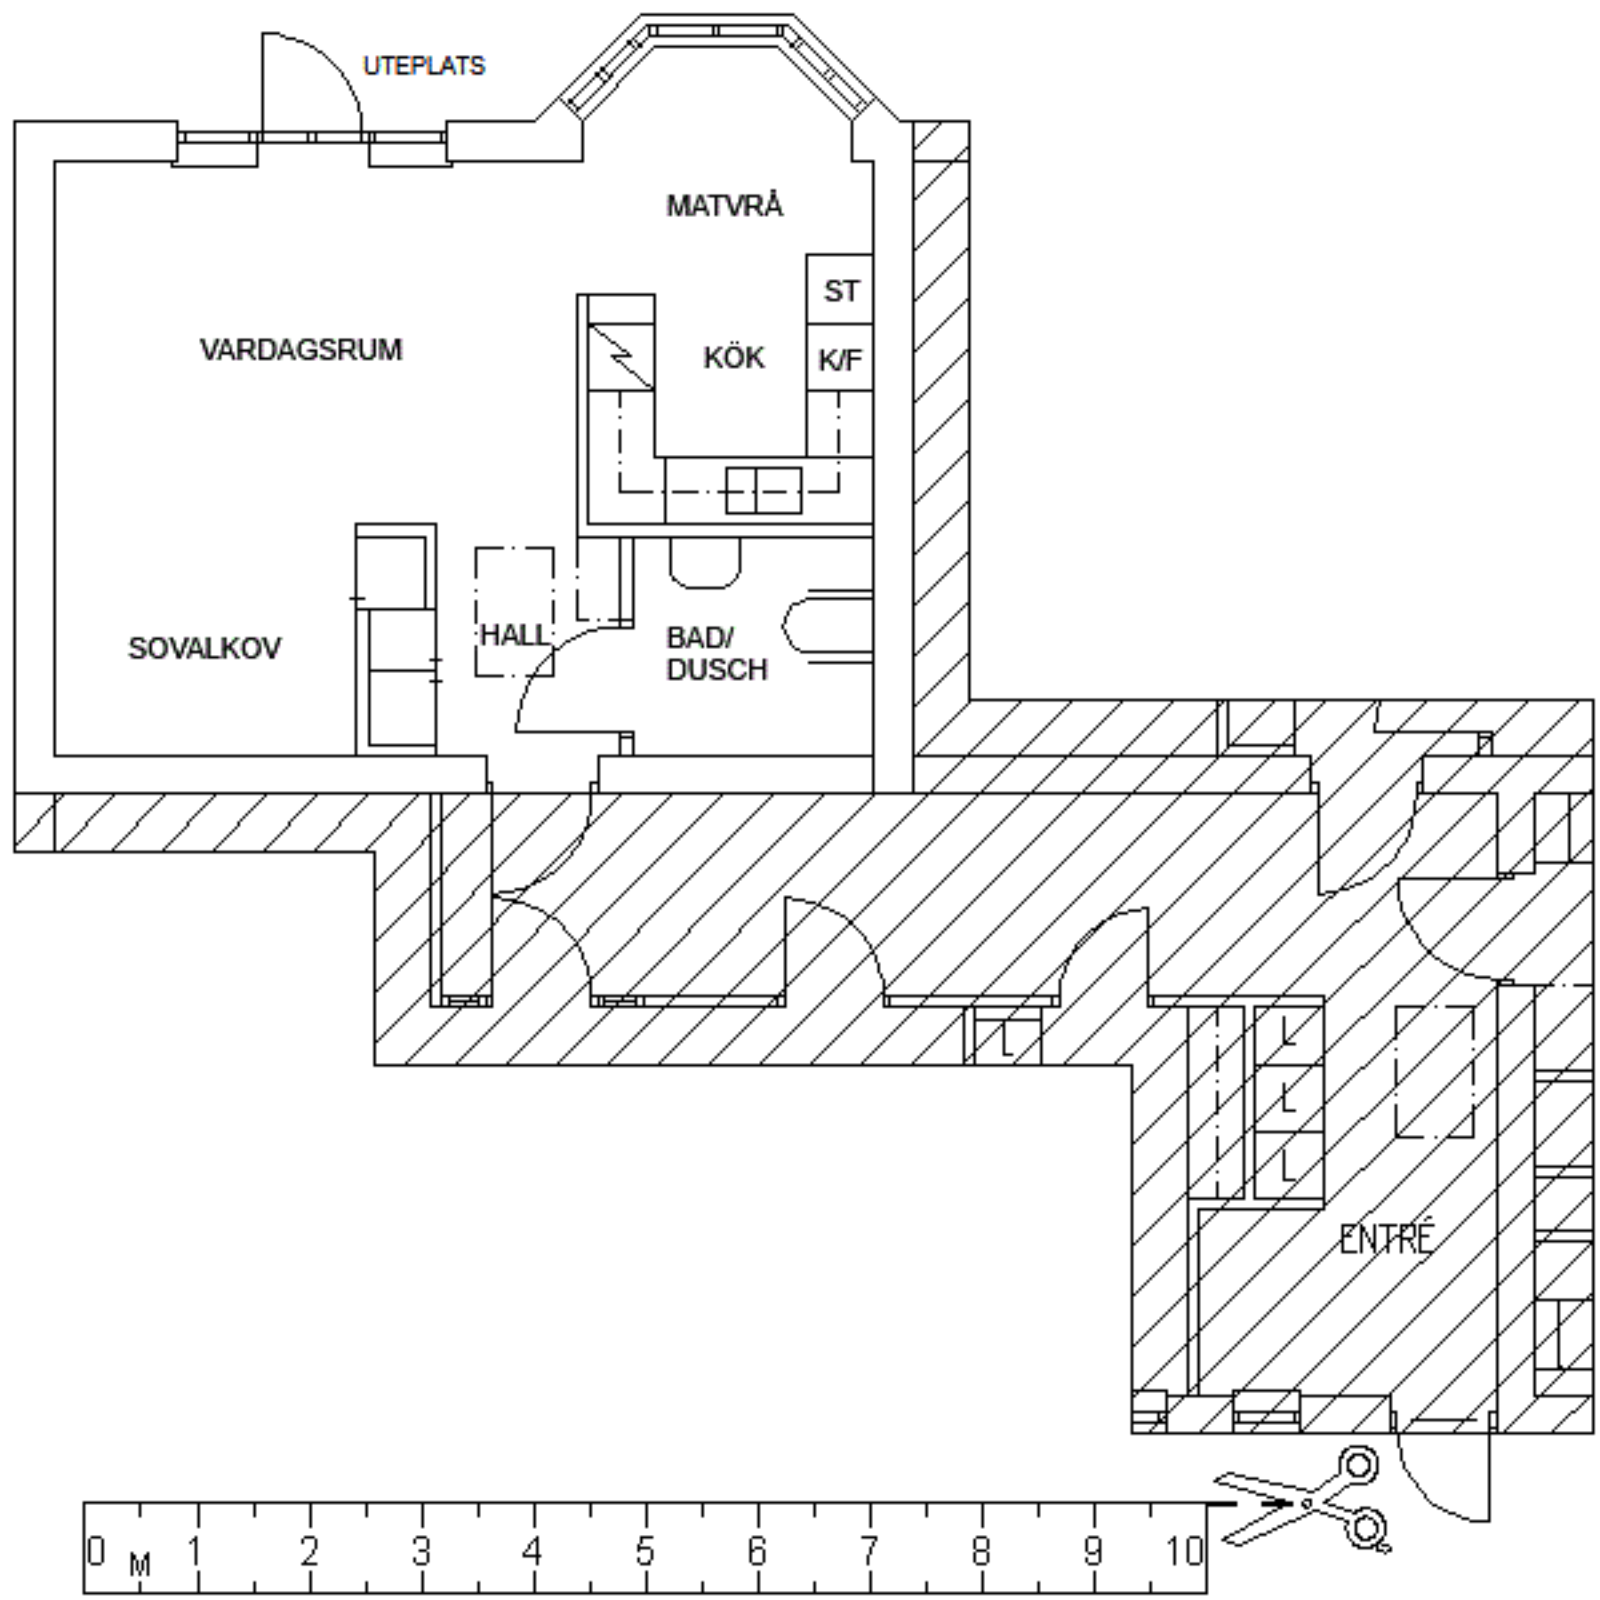 UTEPLATS
MATVRÅ
ST
VARDAGSRUM
KÖK
K/F
SOVALKOV
HALL
BAD/
DUSCH
L
L
L
L
ENTRÉ
0 M 1 2 3 4 5 6 7 8 9 10